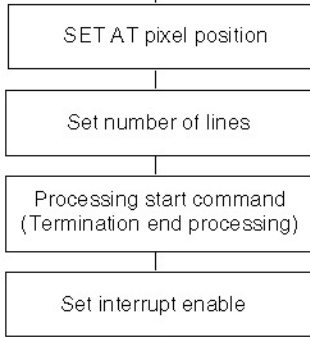 SET AT pixel position
Set number of lines
Processing start command
(Termination end processing)
Set interrupt enable